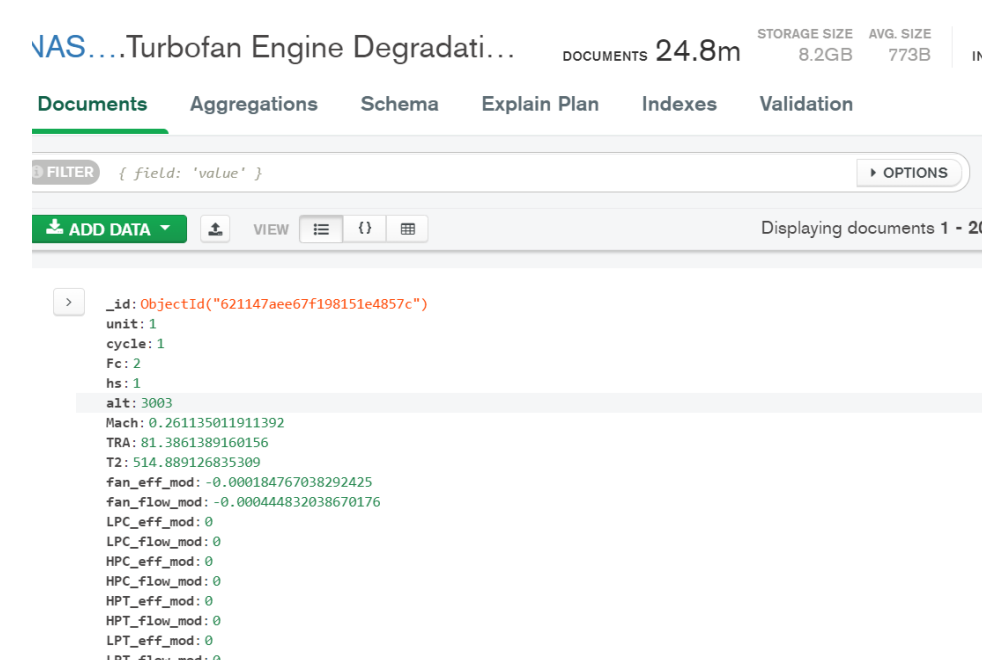 NAS....Turbofan Engine Degradati... DOCUMENTS 24.8m STORAGE SIZE 8.2GB AVG. SIZE 773B
Documents Aggregations Schema Explain Plan Indexes Validation
FILTER { field: 'value' } OPTIONS
ADD DATA VIEW {} Displaying documents 1 - 20
_id: ObjectId("621147aee67f198151e4857c")
unit: 1
cycle: 1
Fc: 2
hs: 1
alt: 3003
Mach: 0.261135011911392
TRA: 81.3861389160156
T2: 514.889126835309
fan_eff_mod: -0.000184767038292425
fan_flow_mod: -0.000444832038670176
LPC_eff_mod: 0
LPC_flow_mod: 0
HPC_eff_mod: 0
HPC_flow_mod: 0
HPT_eff_mod: 0
HPT_flow_mod: 0
LPT_eff_mod: 0
LPT_flow_mod: 0